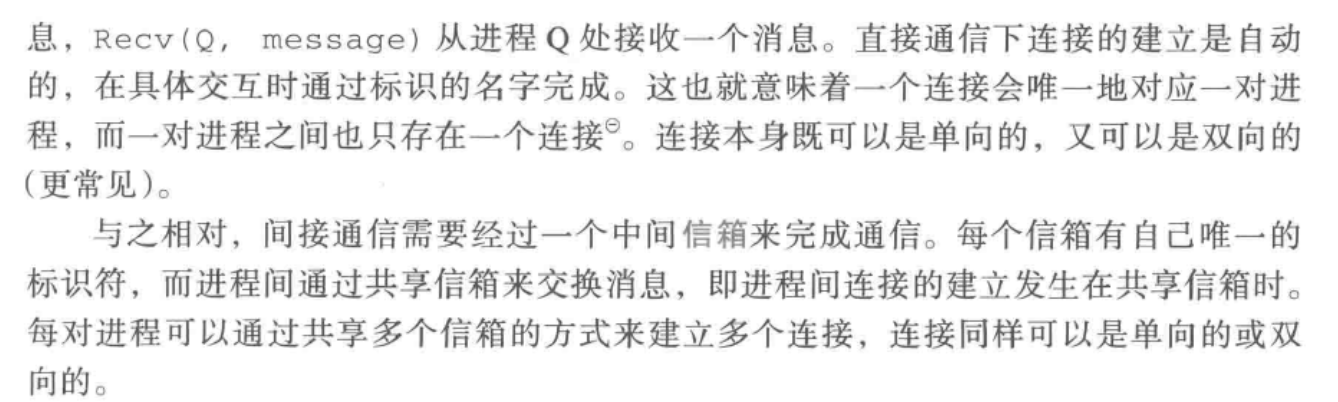 息，Recv(Q, message) 从进程 Q 处接收一个消息。直接通信下连接的建立是自动
的，在具体交互时通过标识的名字完成。这也就意味着一个连接会唯一地对应一对进
程，而一对进程之间也只存在一个连接㊀。连接本身既可以是单向的，又可以是双向的
（更常见）。
与之相对，间接通信需要经过一个中间信箱来完成通信。每个信箱有自己唯一的
标识符，而进程间通过共享信箱来交换消息，即进程间连接的建立发生在共享信箱时。
每对进程可以通过共享多个信箱的方式来建立多个连接，连接同样可以是单向的或双
向的。